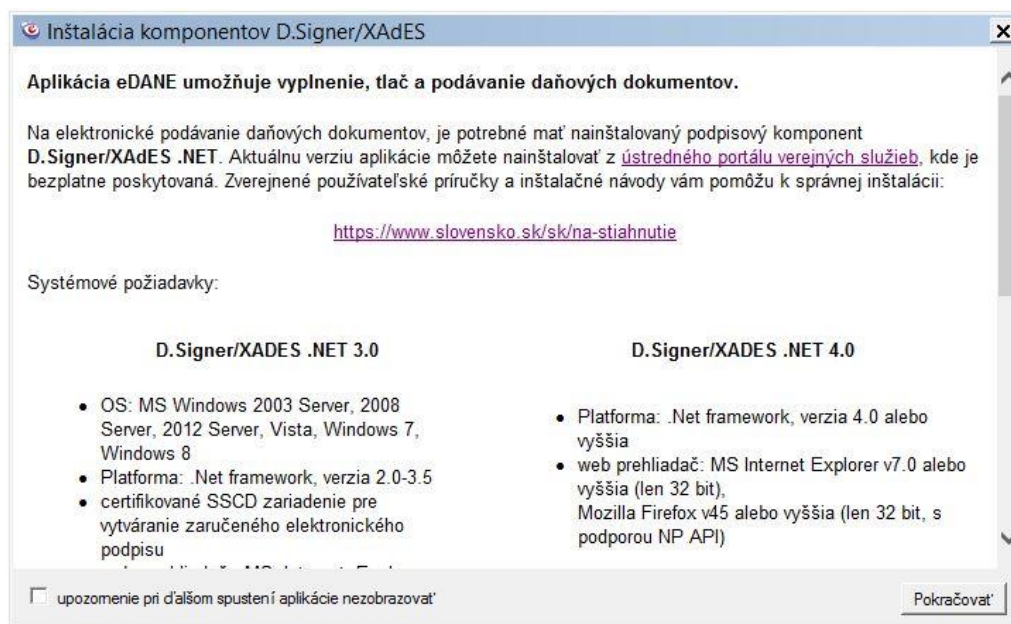 Inštalácia komponentov D.Signer/XAdES
Aplikácia eDANE umožňuje vyplnenie, tlač a podávanie daňových dokumentov.
Na elektronické podávanie daňových dokumentov, je potrebné mať nainštalovaný podpisový komponent
D.Signer/XAdES .NET. Aktuálnu verziu aplikácie môžete nainštalovať z ústredného portálu verejných služieb, kde je
bezplatne poskytovaná. Zverejnené používateľské príručky a inštalačné návody vám pomôžu k správnej inštalácii:
https://www.slovensko.sk/sk/na-stiahnutie
Systémové požiadavky:
D.Signer/XADES .NET 3.0
• OS: MS Windows 2003 Server, 2008
Server, 2012 Server, Vista, Windows 7,
Windows 8
• Platforma: .Net framework, verzia 2.0-3.5
• certifikované SSCD zariadenie pre
vytváranie zaručeného elektronického
podpisu
D.Signer/XADES .NET 4.0
• Platforma: .Net framework, verzia 4.0 alebo
vyššia
• web prehliadač: MS Internet Explorer v7.0 alebo
vyššia (len 32 bit),
Mozilla Firefox v45 alebo vyššia (len 32 bit, s
podporou NP API)
upozornenie pri ďalšom spustení aplikácie nezobrazovať
Pokračovať